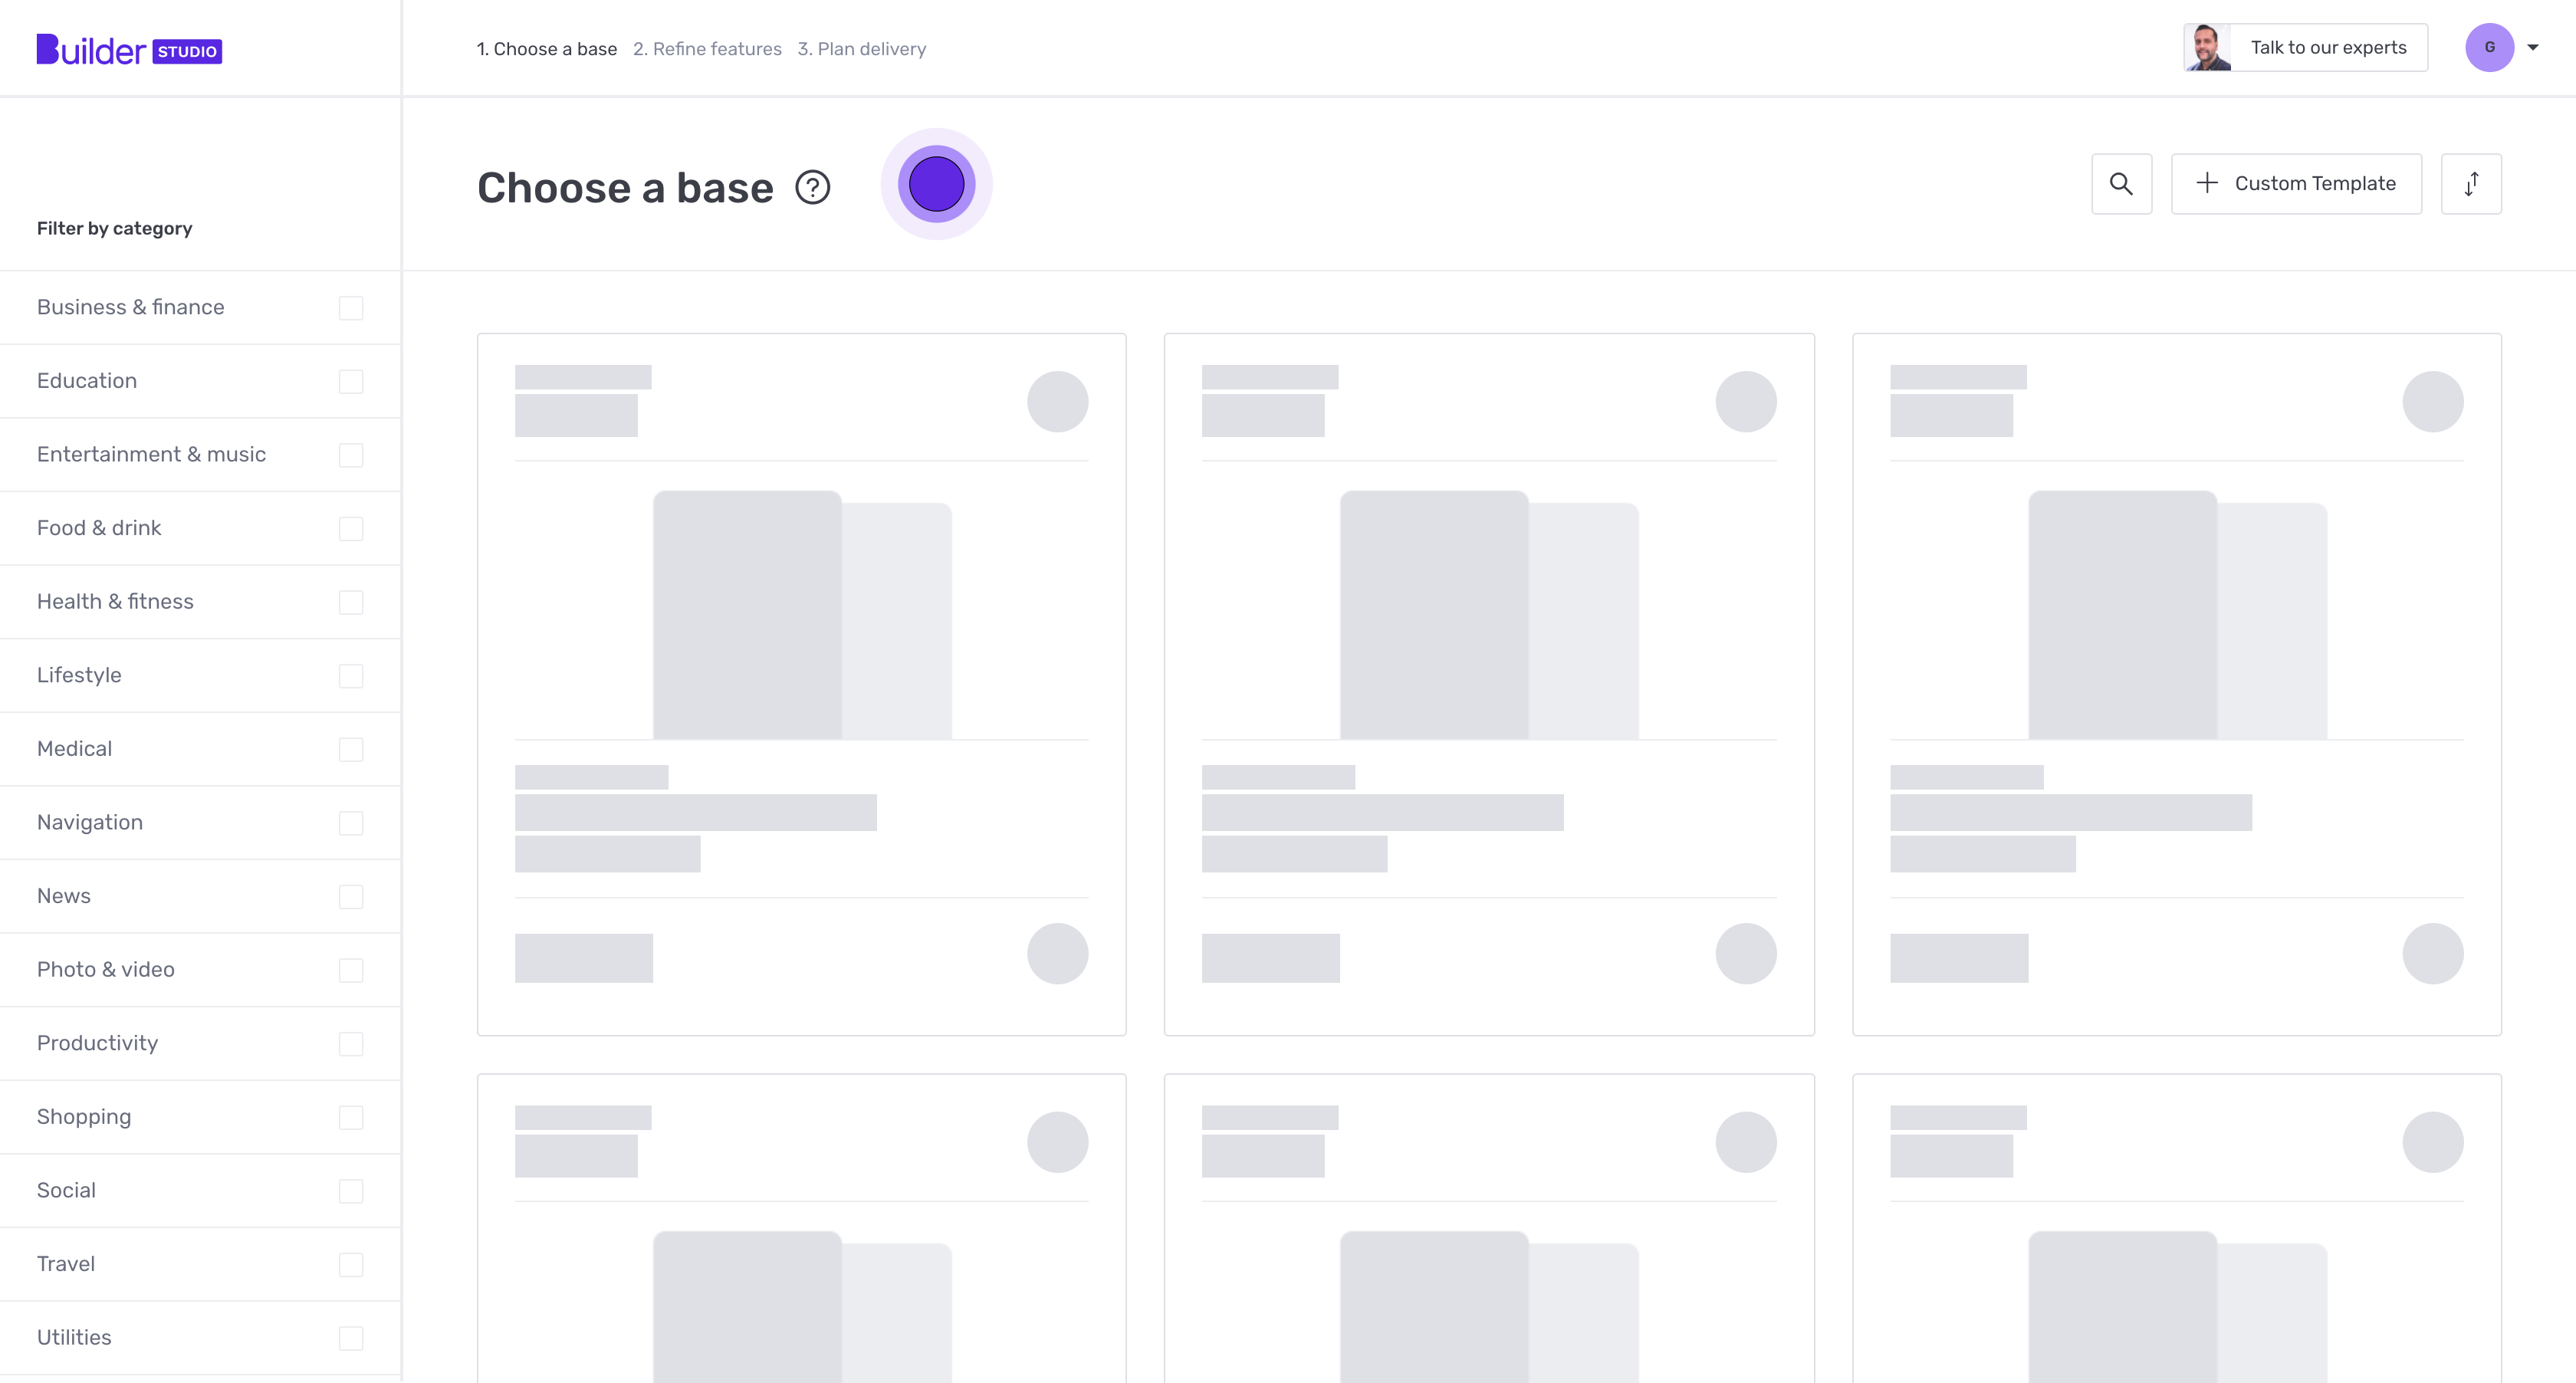 Builder STUDIO
1. Choose a base 2. Refine features 3. Plan delivery
Talk to our experts
G
Choose a base ?
Custom Template
Filter by category
Business & finance
Education
Entertainment & music
Food & drink
Health & fitness
Lifestyle
Medical
Navigation
News
Photo & video
Productivity
Shopping
Social
Travel
Utilities